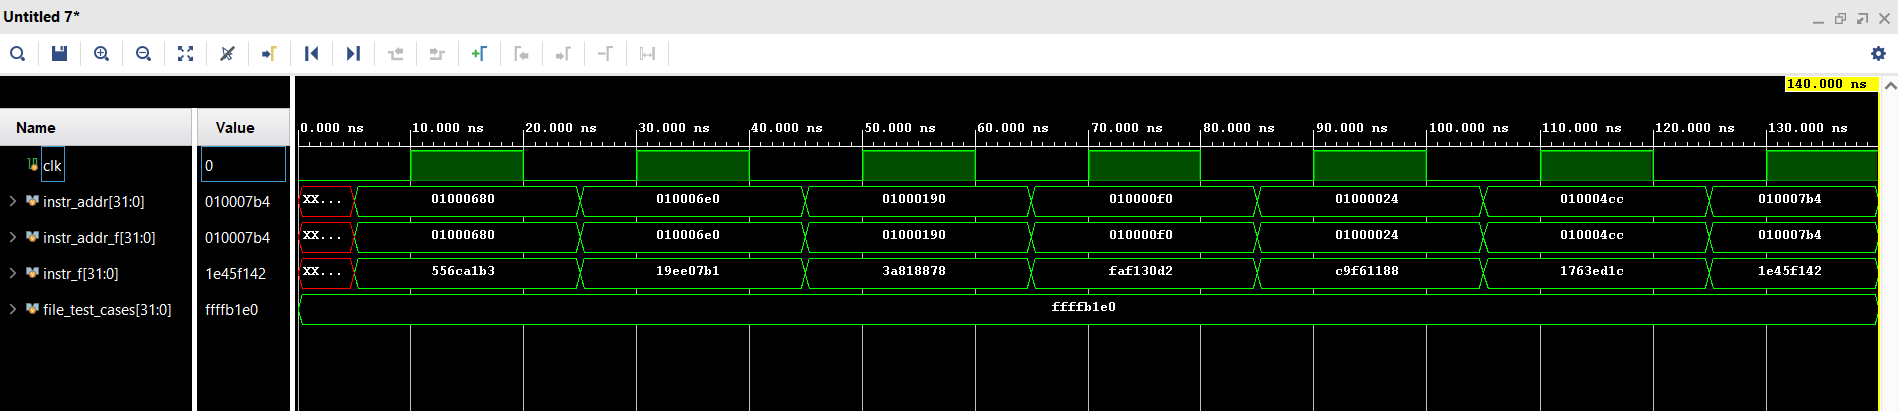 Untitled 7*
140.000 ns
Name Value
0.000 ns 10.000 ns 20.000 ns 30.000 ns 40.000 ns 50.000 ns 60.000 ns 70.000 ns 80.000 ns 90.000 ns 100.000 ns 110.000 ns 120.000 ns 130.000 ns
clk 0
instr_addr[31:0] 010007b4 XX... 01000680 010006e0 01000190 010000f0 01000024 010004cc 010007b4
instr_addr_f[31:0] 010007b4 XX... 01000680 010006e0 01000190 010000f0 01000024 010004cc 010007b4
instr_f[31:0] 1e45f142 XX... 556ca1b3 19ee07b1 3a818878 faf130d2 c9f61188 1763ed1c 1e45f142
file_test_cases[31:0] ffffb1e0 ffffb1e0